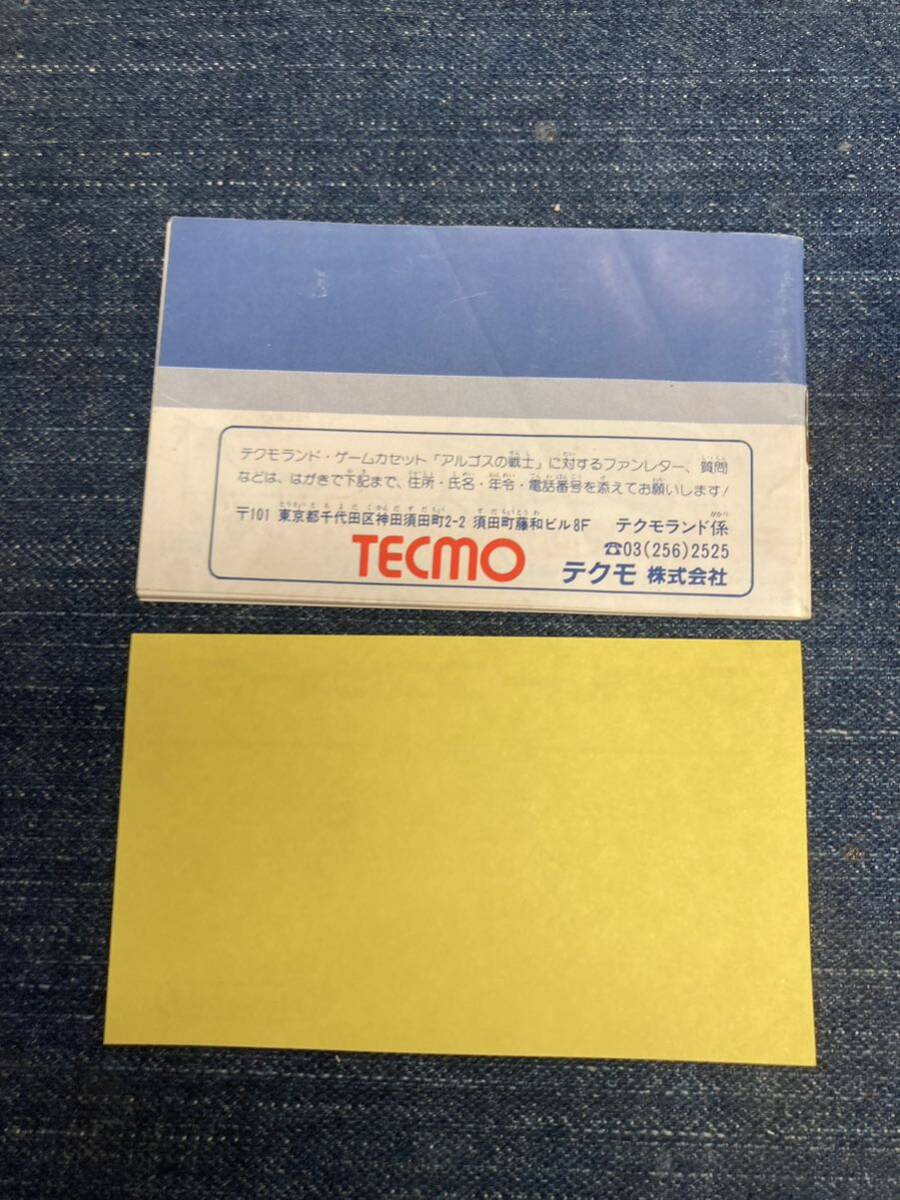 テクモランド・ゲームカセット「アルゴスの戦士」に対するファンレター、質問
などは、はがきで下記まで、住所・氏名・年令・電話番号を添えてお願いします!
〒101 東京都千代田区神田須田町2-2 須田町藤和ビル8F テクモランド係
☎03(256)2525
TECMO テクモ 株式会社